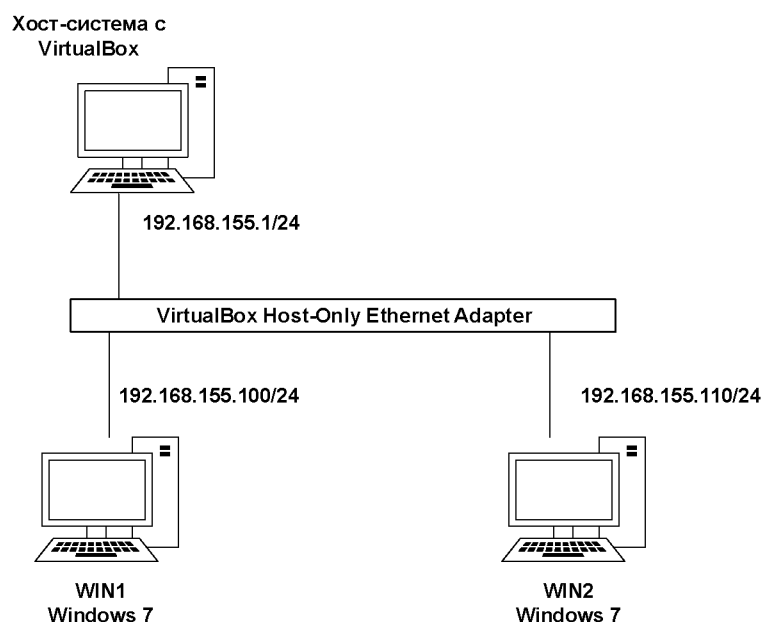 Хост-система с
VirtualBox
192.168.155.1/24
VirtualBox Host-Only Ethernet Adapter
192.168.155.100/24
192.168.155.110/24
WIN1
Windows 7
WIN2
Windows 7